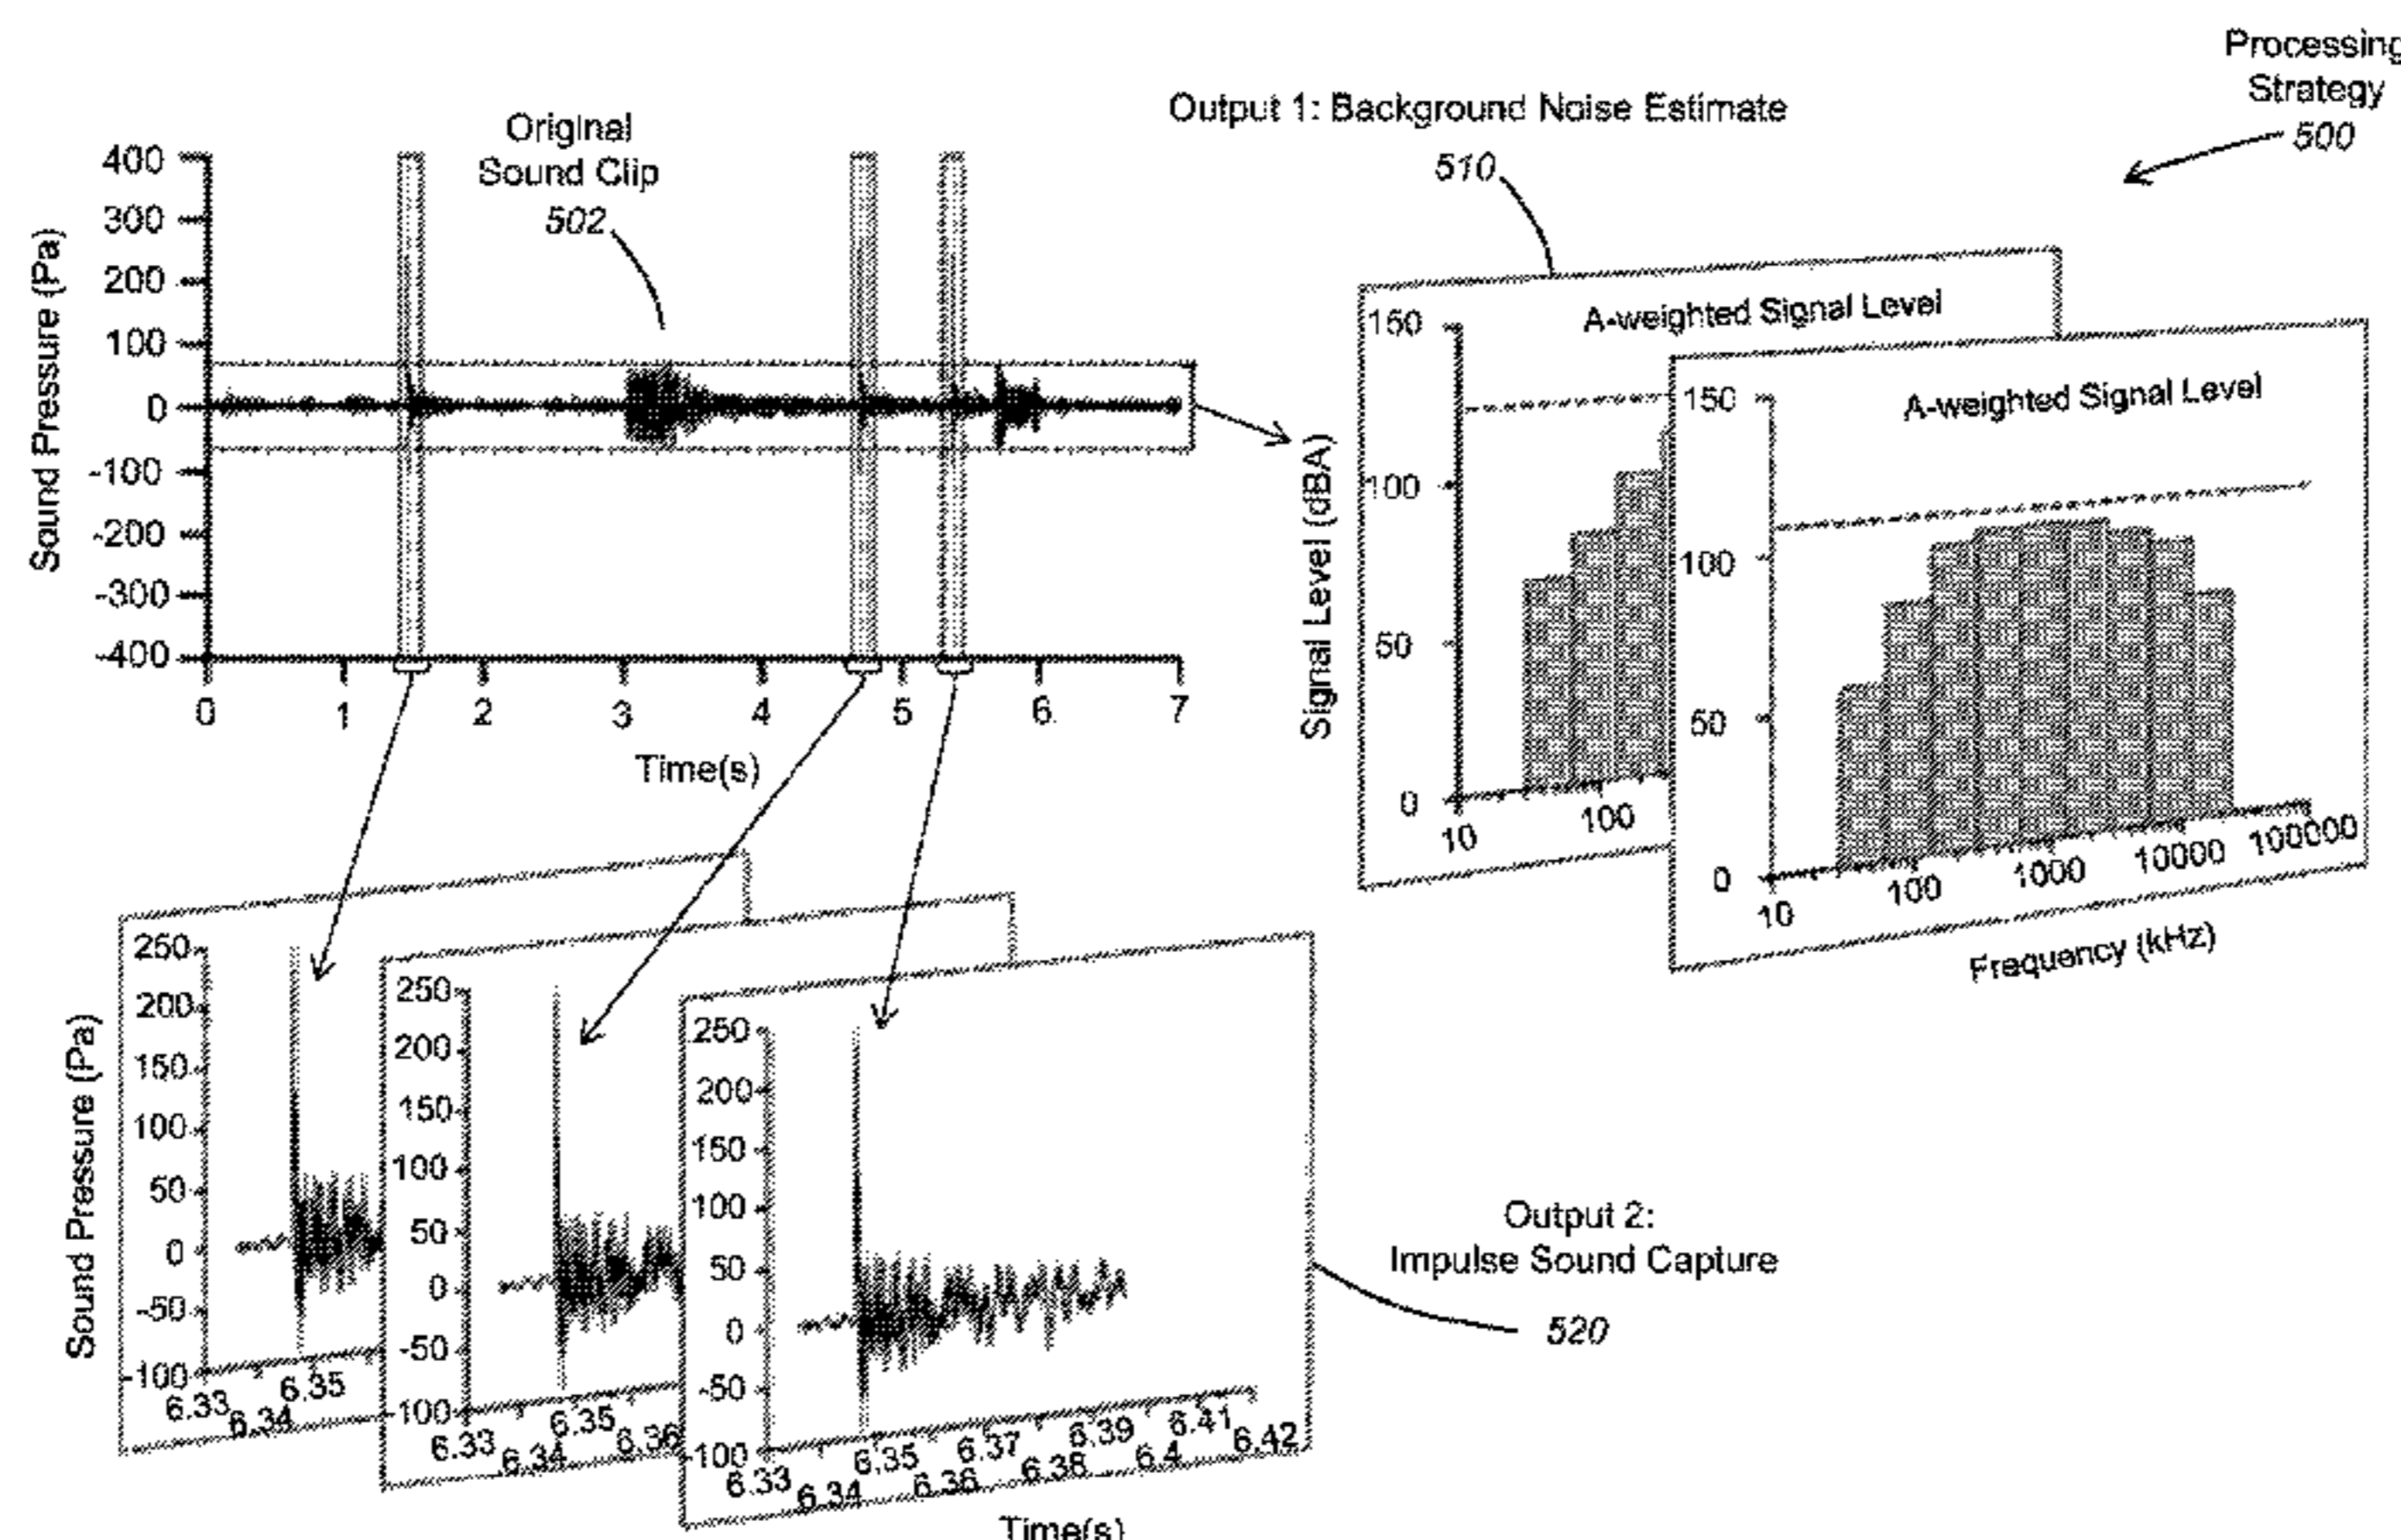 Processing
Strategy
500
Output 1: Background Noise Estimate
510
Original
Sound Clip
502
Sound Pressure (Pa)
400
300
200
100
0
-100
-200
-300
-400
0 1 2 3 4 5 6 7
Time(s)
Signal Level (dBA)
A-weighted Signal Level
150
100
50
0
10 100
A-weighted Signal Level
150
100
50
0
10 100 1000 10000 100000
Frequency (kHz)
Sound Pressure (Pa)
250
200
150
100
50
0
-50
-100
6.33 6.34 6.35
250
200
150
100
50
0
-50
-100
6.33 6.34 6.35 6.36
250
200
150
100
50
0
-50
-100
6.33 6.34 6.35 6.36 6.37 6.38 6.39 6.4 6.41 6.42
Time(s)
Output 2:
Impulse Sound Capture
520